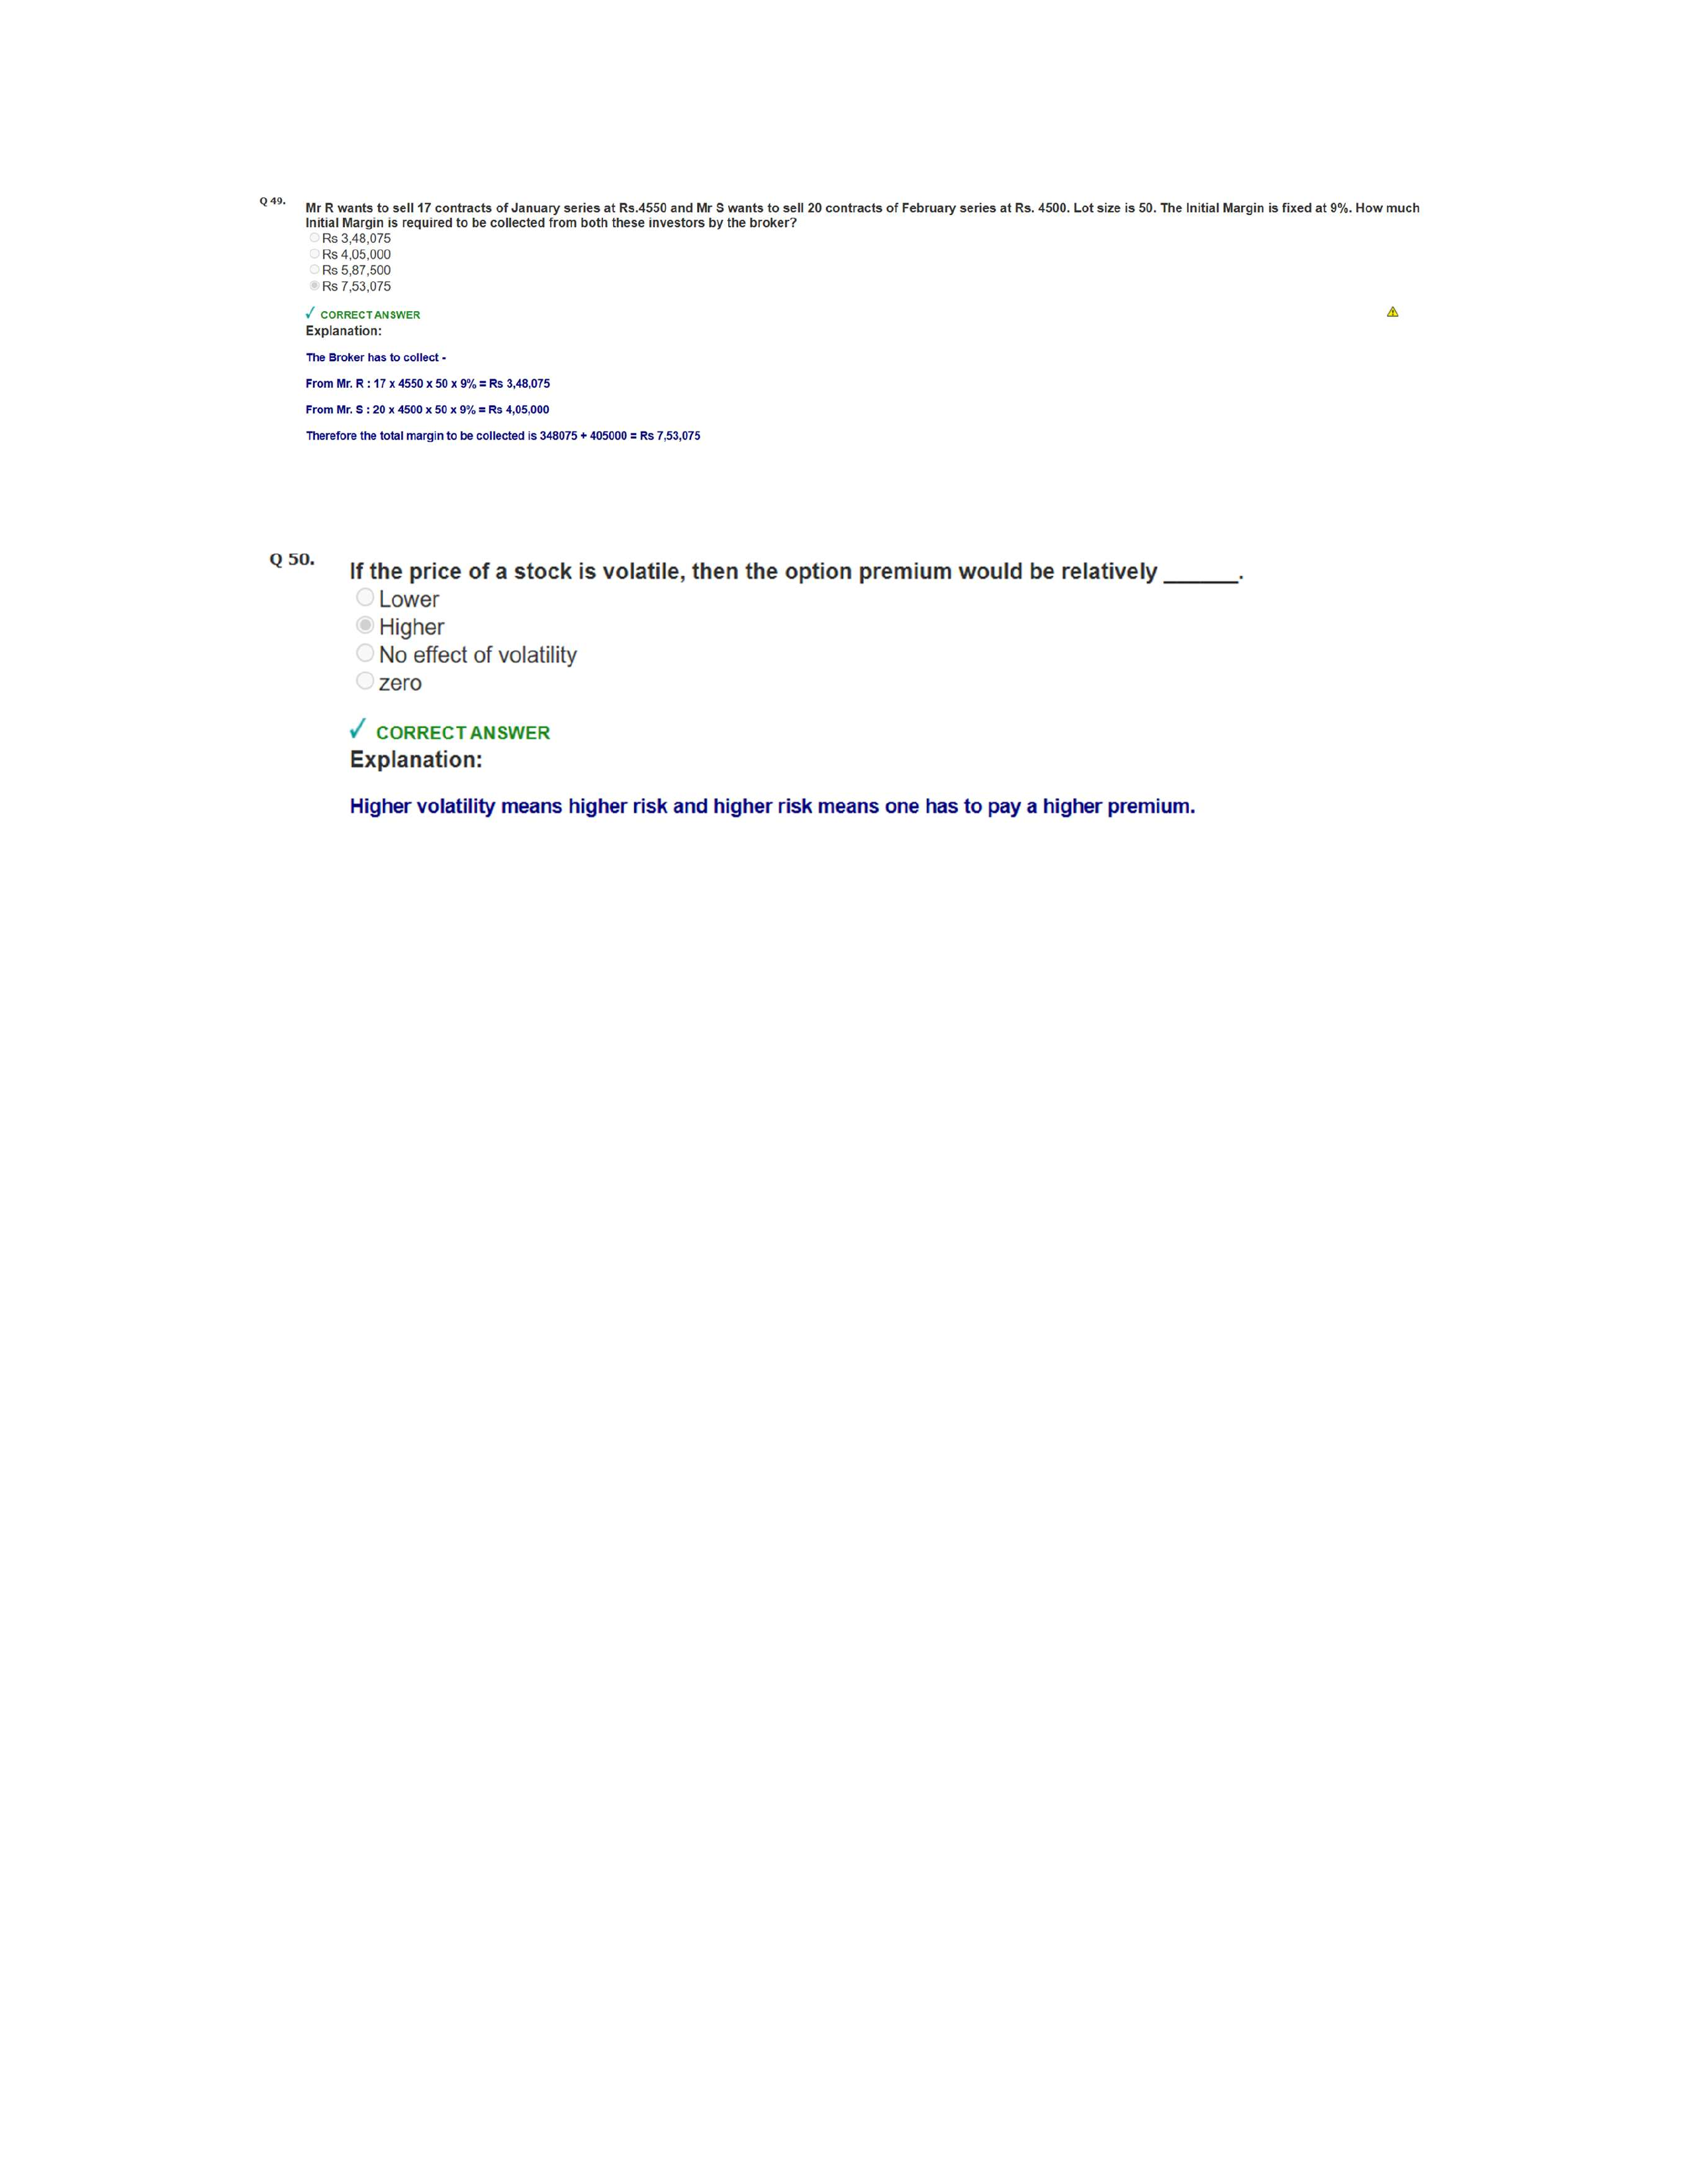 Q 49.
Mr R wants to sell 17 contracts of January series at Rs.4550 and Mr S wants to sell 20 contracts of February series at Rs. 4500. Lot size is 50. The Initial Margin is fixed at 9%. How much
Initial Margin is required to be collected from both these investors by the broker?
Rs 3,48,075
Rs 4,05,000
Rs 5,87,500
Rs 7,53,075
✓ CORRECT ANSWER
Explanation:
The Broker has to collect -
From Mr. R : 17 x 4550 x 50 x 9% = Rs 3,48,075
From Mr. S : 20 x 4500 x 50 x 9% = Rs 4,05,000
Therefore the total margin to be collected is 348075 + 405000 = Rs 7,53,075
Q 50.
If the price of a stock is volatile, then the option premium would be relatively ______.
Lower
Higher
No effect of volatility
zero
✓ CORRECT ANSWER
Explanation:
Higher volatility means higher risk and higher risk means one has to pay a higher premium.